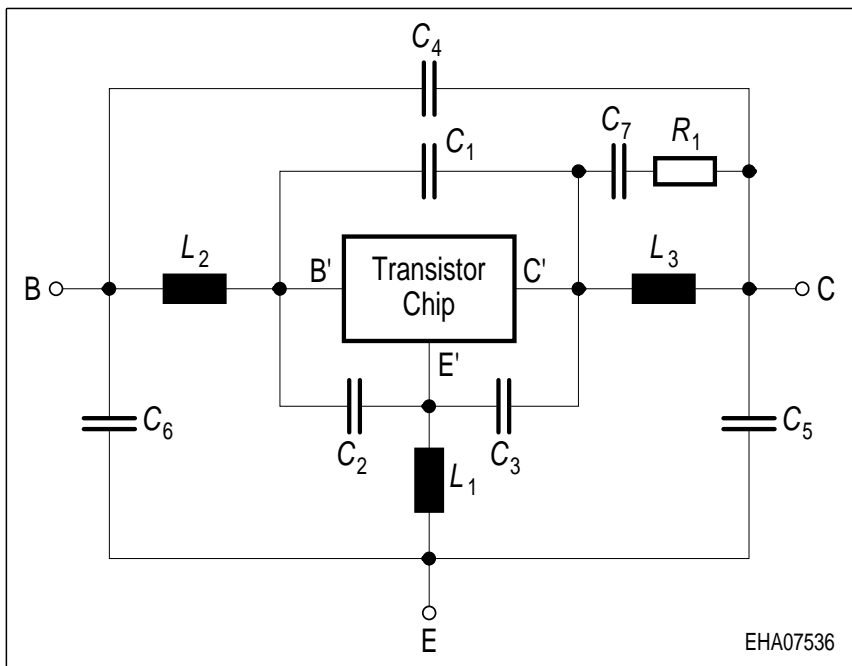 C4
C1
C7
R1
L2
B'
Transistor
Chip
C'
L3
B
C
E'
C6
C2
L1
C3
C5
E
EHA07536